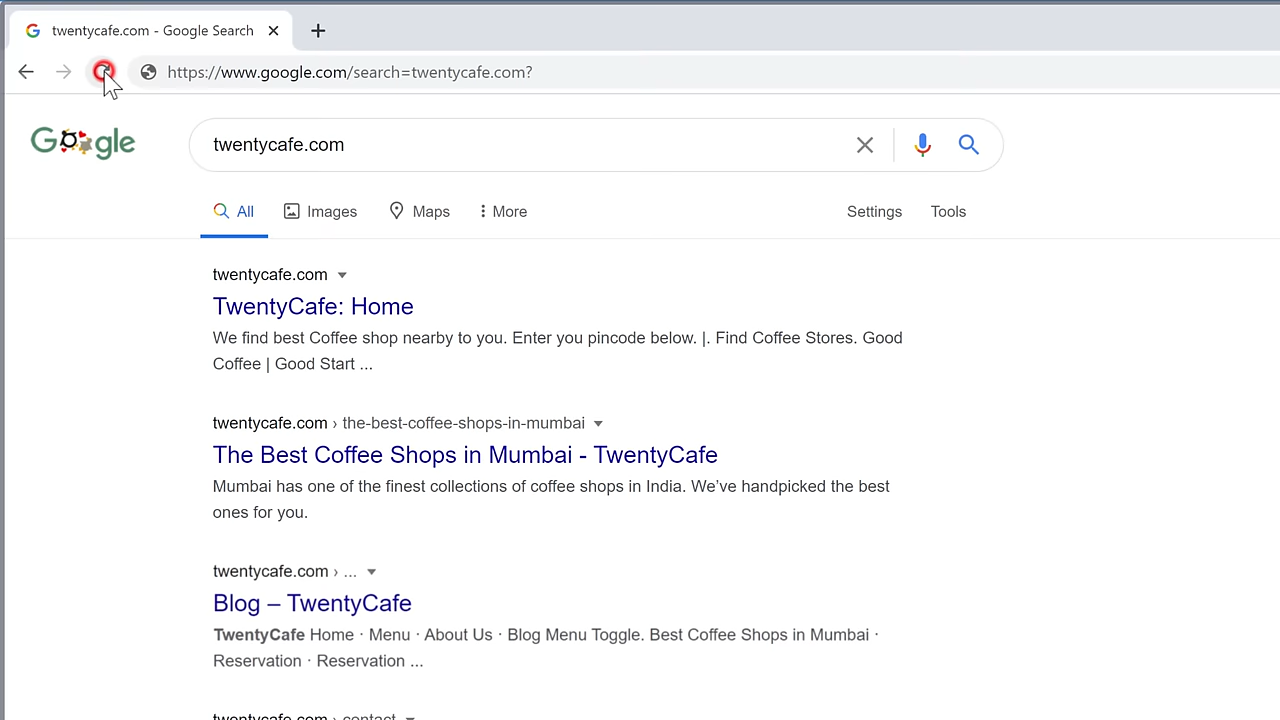 twentycafe.com - Google Search
https://www.google.com/search=twentycafe.com?
Google
twentycafe.com
All Images Maps More Settings Tools
twentycafe.com
TwentyCafe: Home
We find best Coffee shop nearby to you. Enter you pincode below. |. Find Coffee Stores. Good
Coffee | Good Start ...
twentycafe.com › the-best-coffee-shops-in-mumbai
The Best Coffee Shops in Mumbai - TwentyCafe
Mumbai has one of the finest collections of coffee shops in India. We’ve handpicked the best
ones for you.
twentycafe.com › ...
Blog – TwentyCafe
TwentyCafe Home · Menu · About Us · Blog Menu Toggle. Best Coffee Shops in Mumbai ·
Reservation · Reservation ...
twentycafe.com › contact